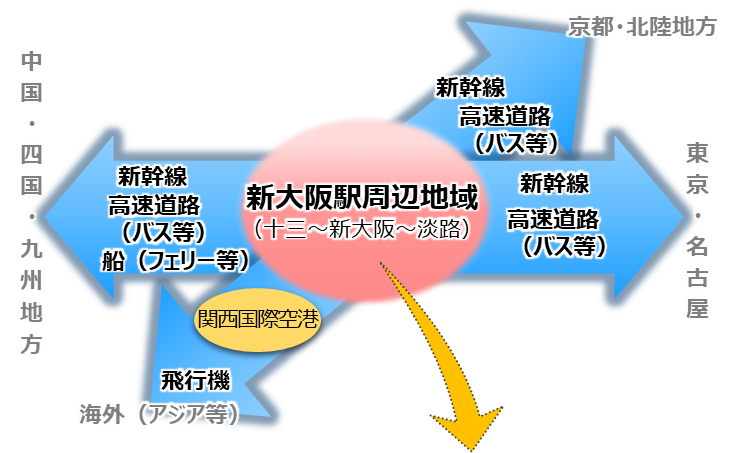 京都・北陸地方
新幹線
高速道路
（バス等）
中国・四国・九州地方
新幹線
高速道路
（バス等）
船（フェリー等）
新大阪駅周辺地域
（十三～新大阪～淡路）
新幹線
高速道路
（バス等）
東京・名古屋
関西国際空港
飛行機
海外（アジア等）